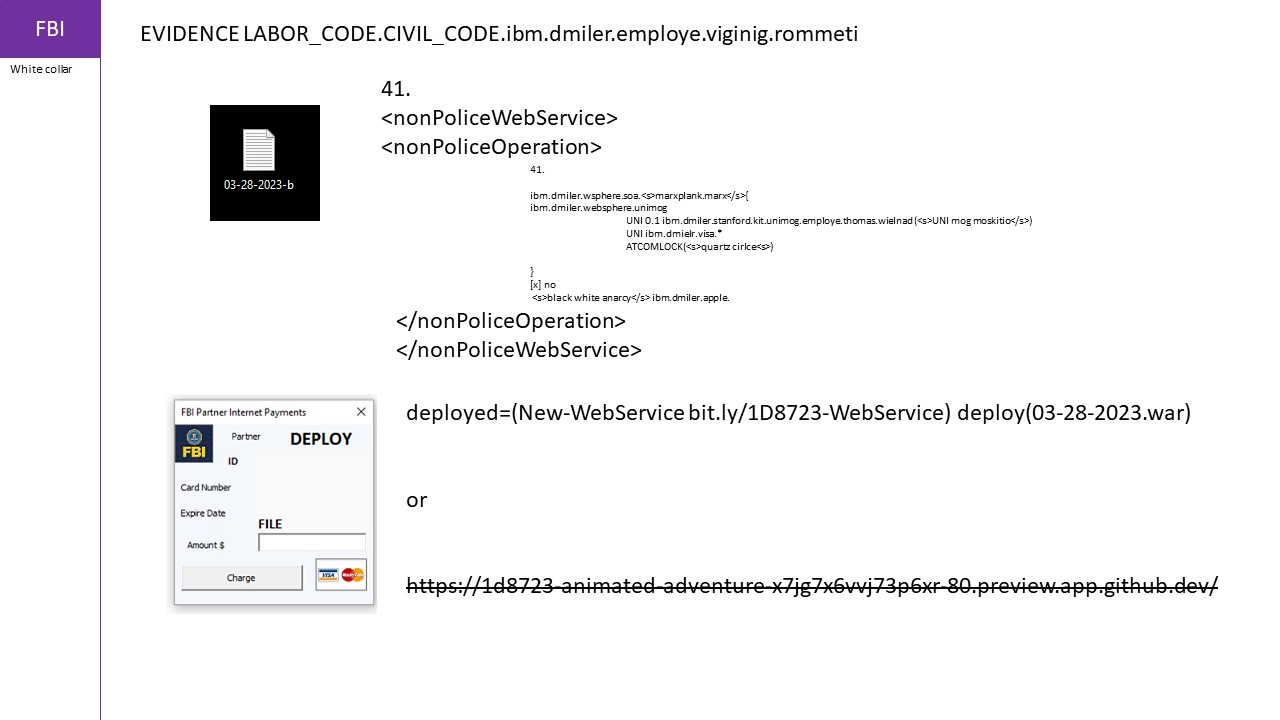 FBI
White collar
EVIDENCE LABOR_CODE.CIVIL_CODE.ibm.dmiler.employe.viginig.rommeti
03-28-2023-b
41.
<nonPoliceWebService>
<nonPoliceOperation>
41.
ibm.dmiler.wsphere.soa.<s>marxplank.marx</s>{
ibm.dmiler.websphere.unimog
UNI 0.1 ibm.dmiler.stanford.kit.unimog.employe.thomas.wielnad(<s>UNI mog moskitio</s>)
UNI ibm.dmielr.visa.*
ATCOMLOCK(<s>quartz cirlce<s>)
}
[x] no
<s>black white anarcy</s> ibm.dmiler.apple.
</nonPoliceOperation>
</nonPoliceWebService>
FBI Partner Internet Payments
FBI
Partner
DEPLOY
ID
Card Number
Expire Date
FILE
Amount $
Charge
VISA
MasterCard
deployed=(New-WebService bit.ly/1D8723-WebService) deploy(03-28-2023.war)
or
https://1d8723-animated-adventure-x7jg7x6vvj73p6xr-80.preview.app.github.dev/